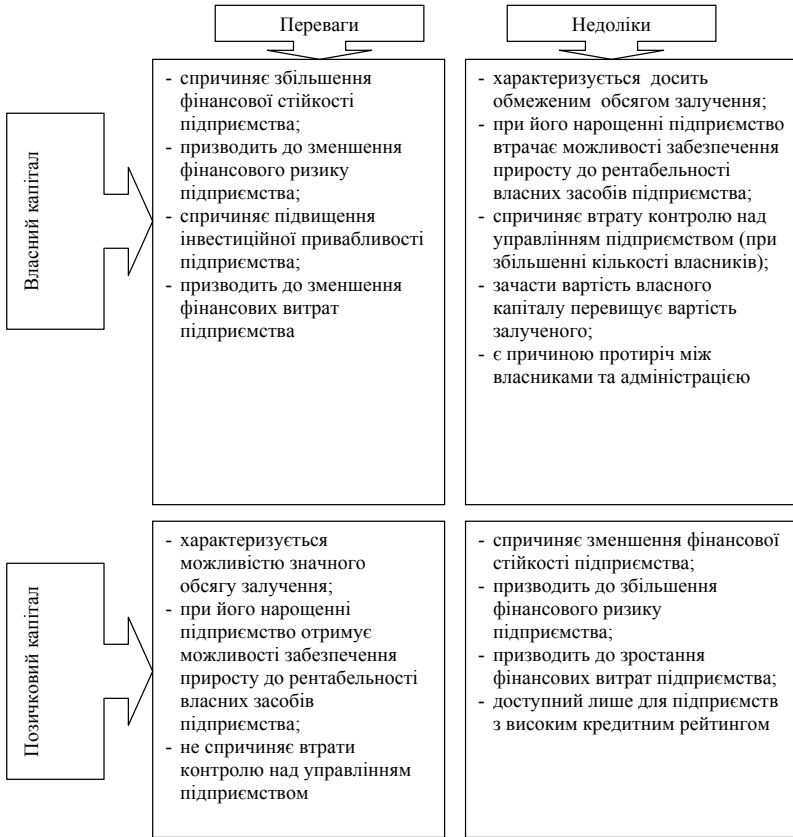 Переваги
Недоліки
Власний капітал
- спричиняє збільшення
фінансової стійкості
підприємства;
- призводить до зменшення
фінансового ризику
підприємства;
- спричиняє підвищення
інвестиційної привабливості
підприємства;
- призводить до зменшення
фінансових витрат
підприємства
- характеризується досить
обмеженим обсягом залучення;
- при його нарощенні підприємство
втрачає можливості забезпечення
приросту до рентабельності
власних засобів підприємства;
- спричиняє втрату контролю над
управлінням підприємством (при
збільшенні кількості власників);
- зачасти вартість власного
капіталу перевищує вартість
залученого;
- є причиною протиріч між
власниками та адміністрацією
Позичковий капітал
- характеризується
можливістю значного
обсягу залучення;
- при його нарощенні
підприємство отримує
можливості забезпечення
приросту до рентабельності
власних засобів
підприємства;
- не спричиняє втрати
контролю над управлінням
підприємством
- спричиняє зменшення фінансової
стійкості підприємства;
- призводить до збільшення
фінансового ризику
підприємства;
- призводить до зростання
фінансових витрат підприємства;
- доступний лише для підприємств
з високим кредитним рейтингом